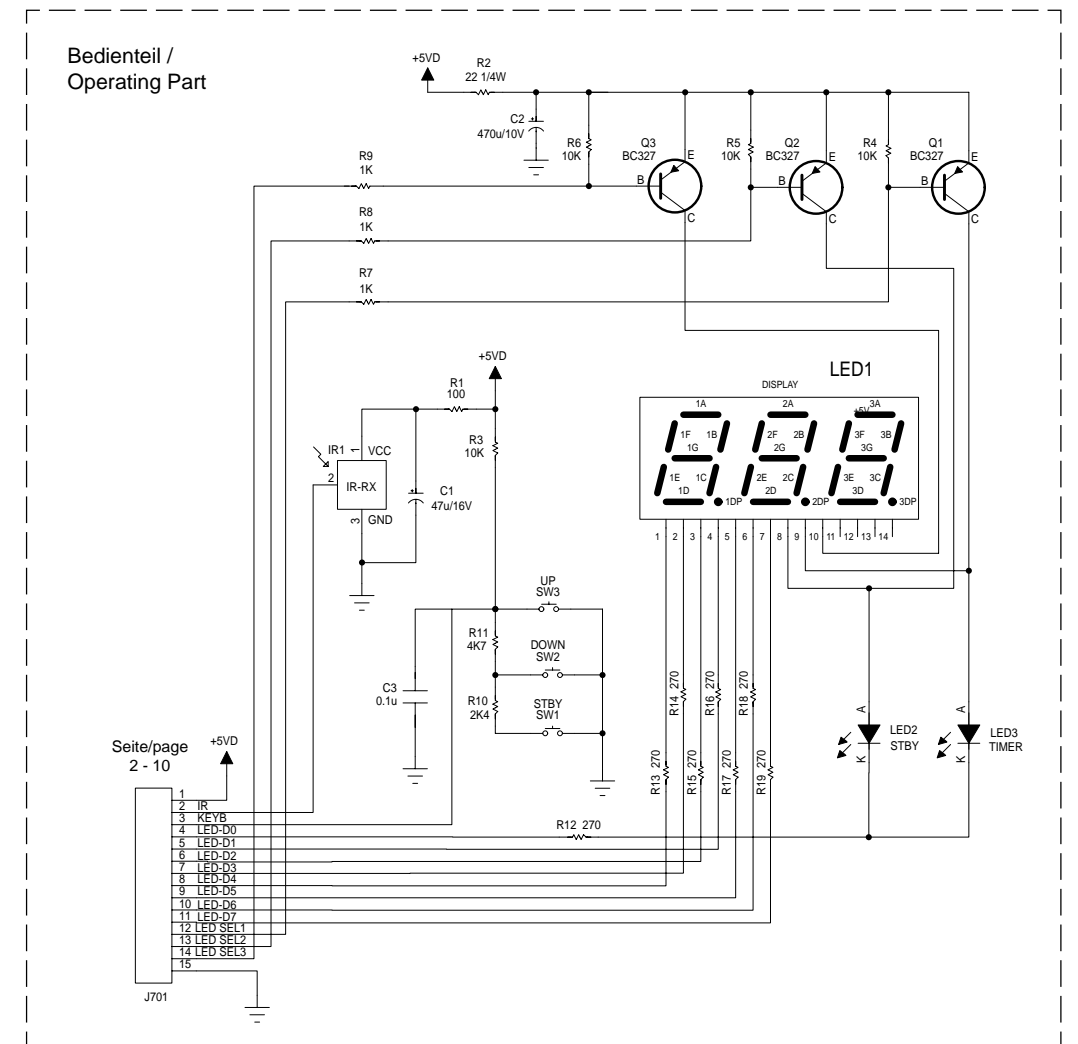 Bedienteil /
Operating Part
+5VD
R2
22 1/4W
C2
470u/10V
R6
10K
Q3
BC327
E
B
C
R5
10K
Q2
BC327
E
B
C
R4
10K
Q1
BC327
E
B
C
R9
1K
R8
1K
R7
1K
+5VD
R1
100
R3
10K
IR1
1
VCC
2
IR-RX
3
GND
C1
47u/16V
LED1
DISPLAY
1A
2A
3A
+5V
1F 1B
2F 2B
3F 3B
1G
2G
3G
1E 1C
2E 2C
3E 3C
1D
1DP
2D
2DP
3D
3DP
1 2 3 4 5 6 7 8 9 10 11 12 13 14
UP
SW3
R11
4K7
DOWN
SW2
R10
2K4
STBY
SW1
C3
0.1u
R14 270
R16 270
R18 270
R13 270
R15 270
R17 270
R19 270
A
K
LED2
STBY
A
K
LED3
TIMER
R12 270
Seite/page
2 - 10
+5VD
1
2 IR
3 KEYB
4 LED-D0
5 LED-D1
6 LED-D2
7 LED-D3
8 LED-D4
9 LED-D5
10 LED-D6
11 LED-D7
12 LED SEL1
13 LED SEL2
14 LED SEL3
15
J701